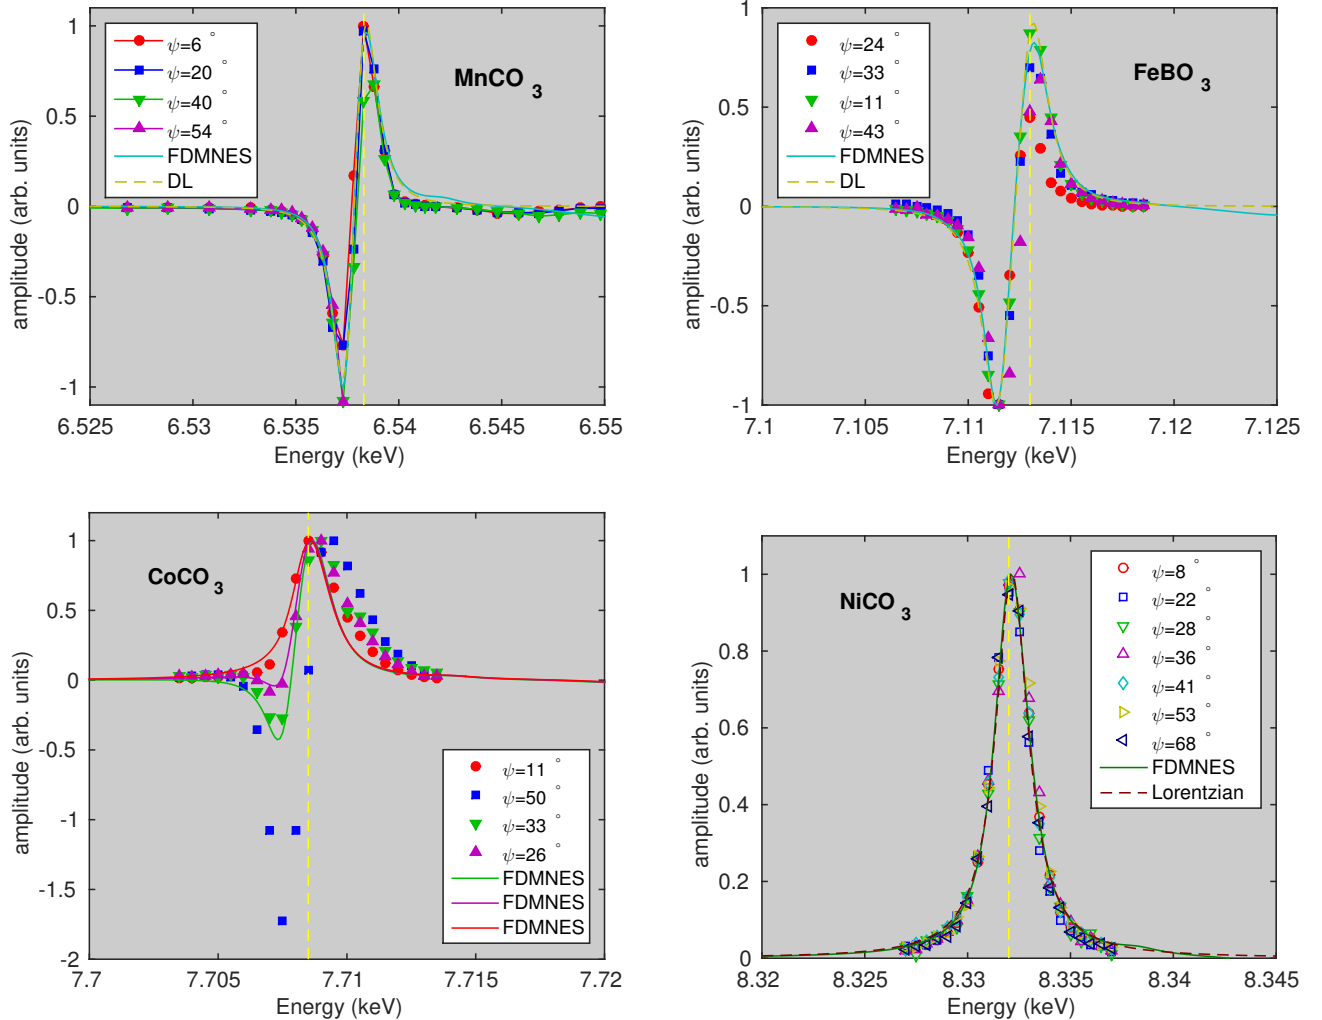 MnCO 3
ψ=6 °
ψ=20 °
ψ=40 °
ψ=54 °
FDMNES
DL
1
0.5
0
-0.5
-1
amplitude (arb. units)
6.525 6.53 6.535 6.54 6.545 6.55
Energy (keV)
FeBO 3
ψ=24 °
ψ=33 °
ψ=11 °
ψ=43 °
FDMNES
DL
1
0.5
0
-0.5
-1
amplitude (arb. units)
7.1 7.105 7.11 7.115 7.12 7.125
Energy (keV)
CoCO 3
1
0.5
0
-0.5
-1
-1.5
-2
amplitude (arb. units)
ψ=11 °
ψ=50 °
ψ=33 °
ψ=26 °
FDMNES
FDMNES
FDMNES
7.7 7.705 7.71 7.715 7.72
Energy (keV)
NiCO 3
ψ=8 °
ψ=22 °
ψ=28 °
ψ=36 °
ψ=41 °
ψ=53 °
ψ=68 °
FDMNES
Lorentzian
1
0.8
0.6
0.4
0.2
0
amplitude (arb. units)
8.32 8.325 8.33 8.335 8.34 8.345
Energy (keV)